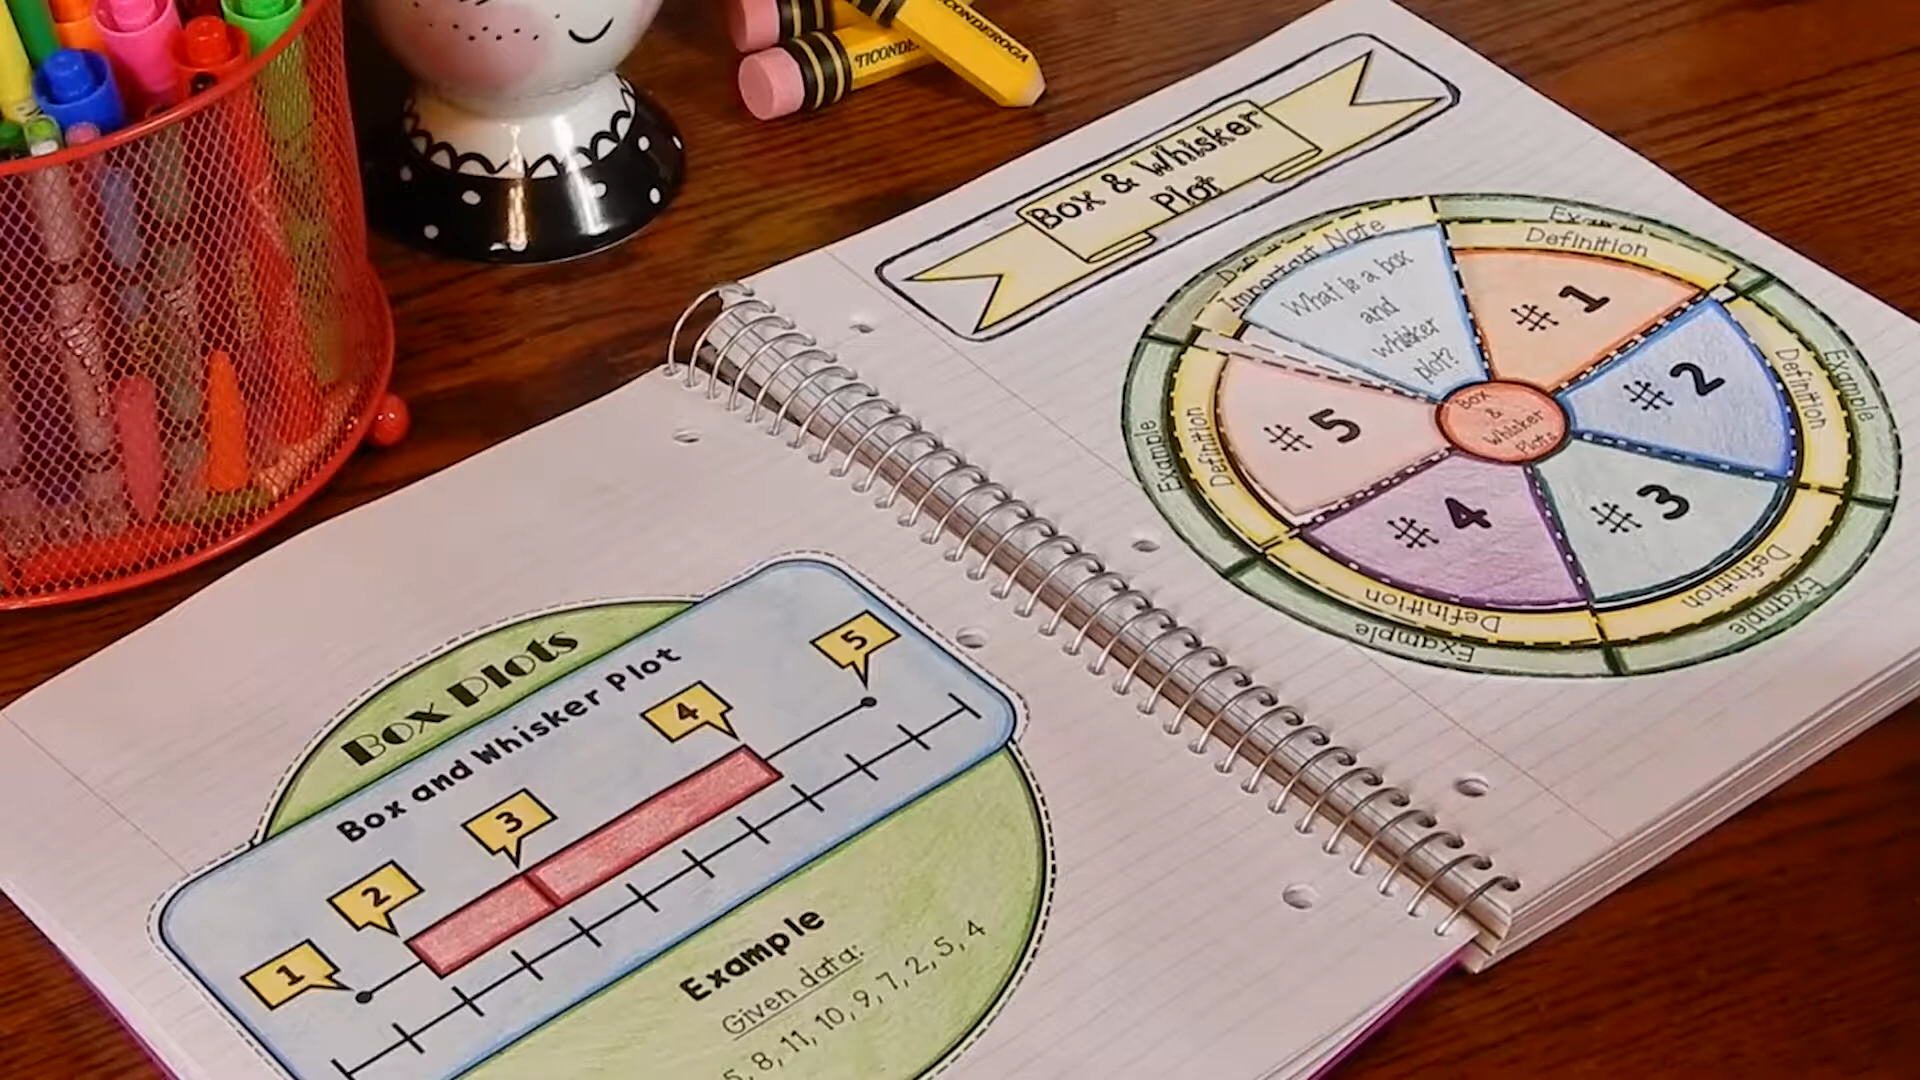 TICONDE
CONDEROGA
Box & Whisker
Plot
Important Note
What is a box
and
whisker
plot?
Definition
# 1
Example
Definition
# 2
Example
Definition
# 3
Example
Definition
# 4
Example
Definition
# 5
Box
&
Whisker
Plots
Box Plots
Box and Whisker Plot
1
2
3
4
5
Example
Given data:
5, 8, 11, 10, 9, 7, 2, 5, 4